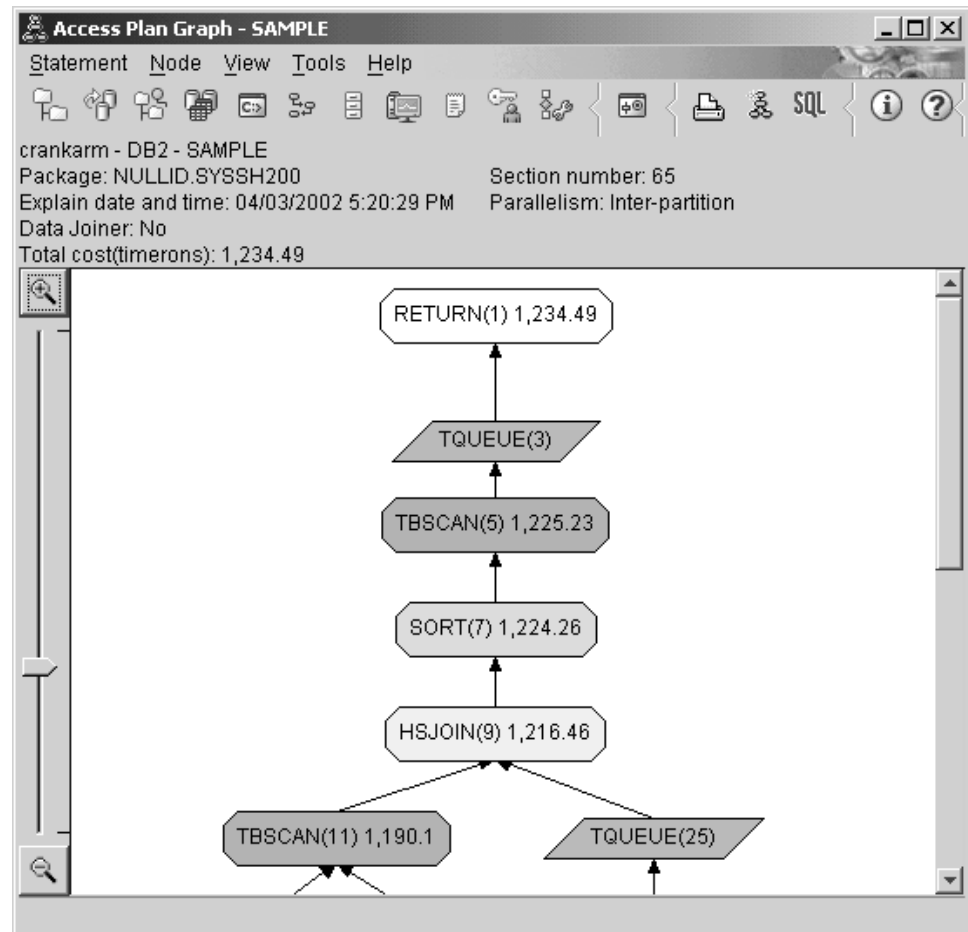 Access Plan Graph - SAMPLE
Statement Node View Tools Help
C:>
SQL
i
?
crankarm - DB2 - SAMPLE
Package: NULLID.SYSSH200
Section number: 65
Explain date and time: 04/03/2002 5:20:29 PM
Parallelism: Inter-partition
Data Joiner: No
Total cost(timerons): 1,234.49
RETURN(1) 1,234.49
TQUEUE(3)
TBSCAN(5) 1,225.23
SORT(7) 1,224.26
HSJOIN(9) 1,216.46
TBSCAN(11) 1,190.1
TQUEUE(25)